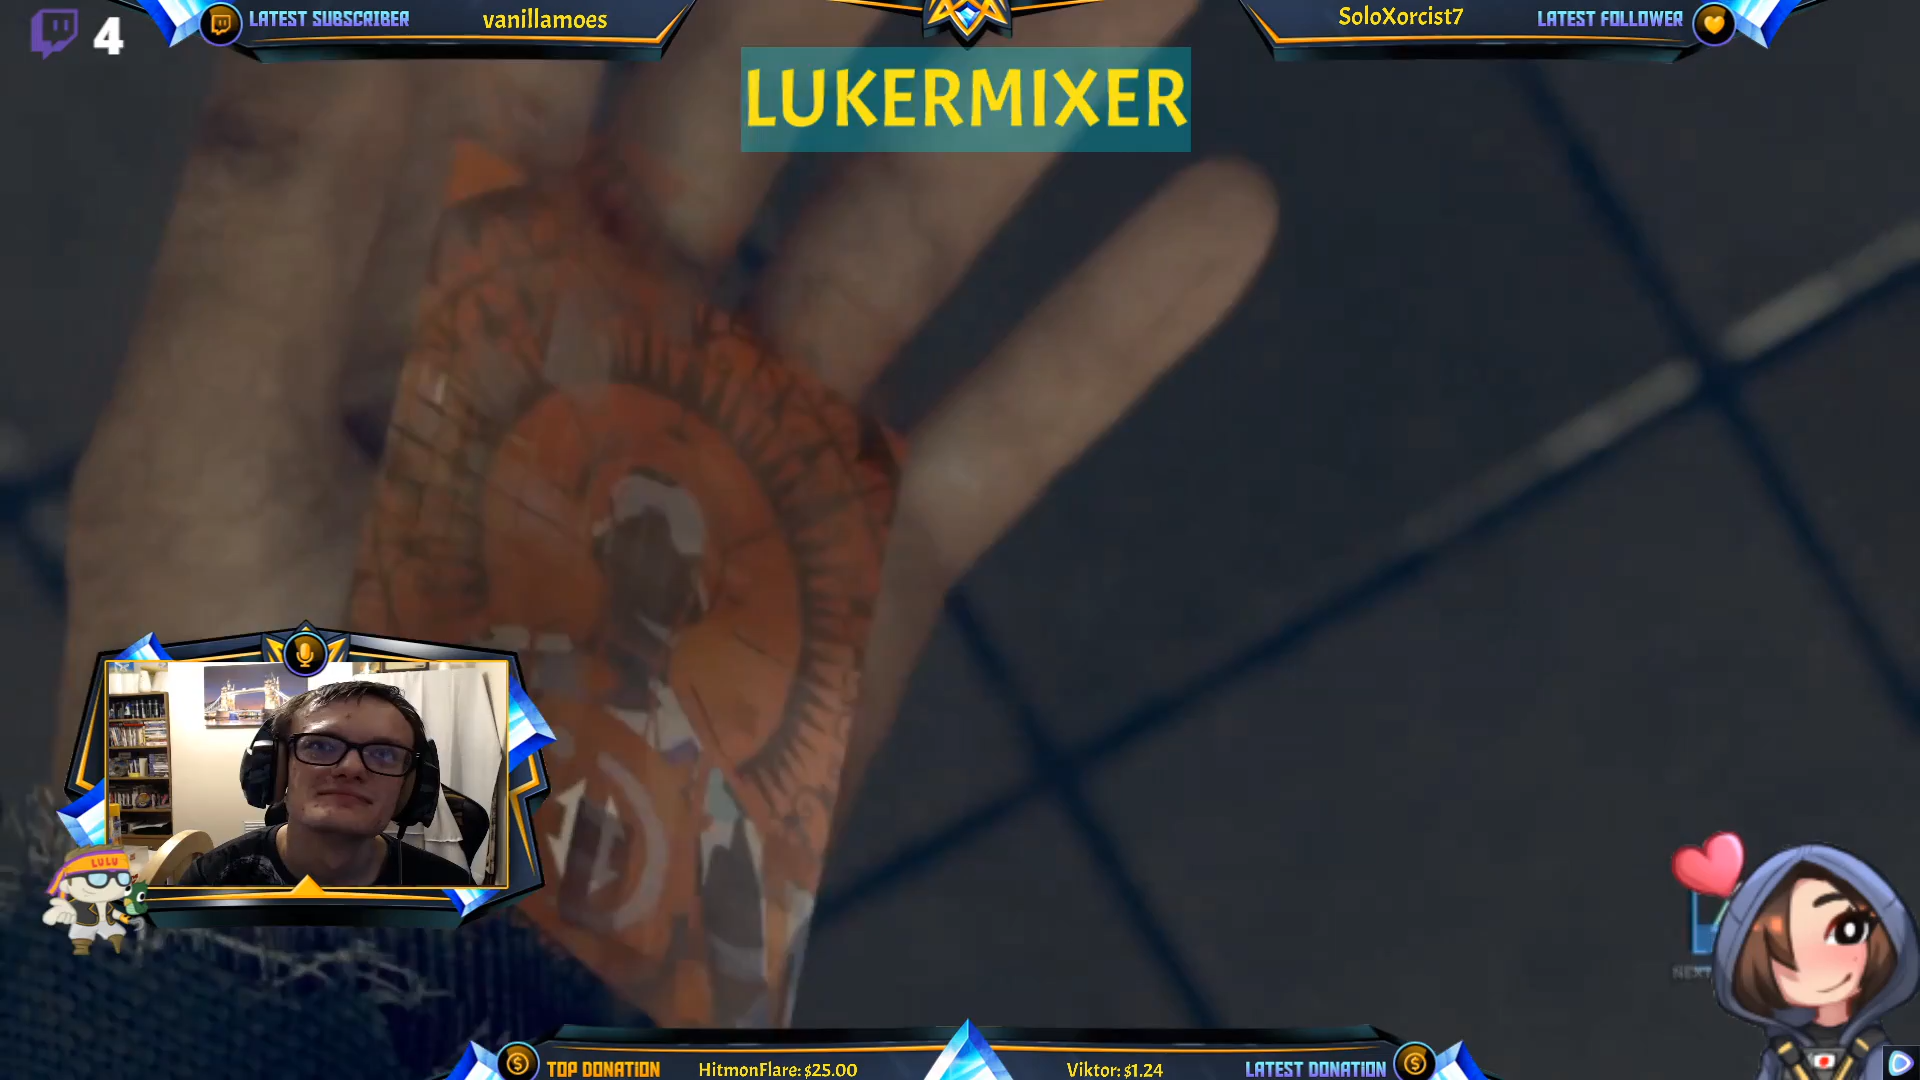 4
LATEST SUBSCRIBER
vanillamoes
SoloXorcist7
LATEST FOLLOWER
LUKERMIXER
LULU
NEXT
TOP DONATION
HitmonFlare: $25.00
Viktor: $1.24
LATEST DONATION